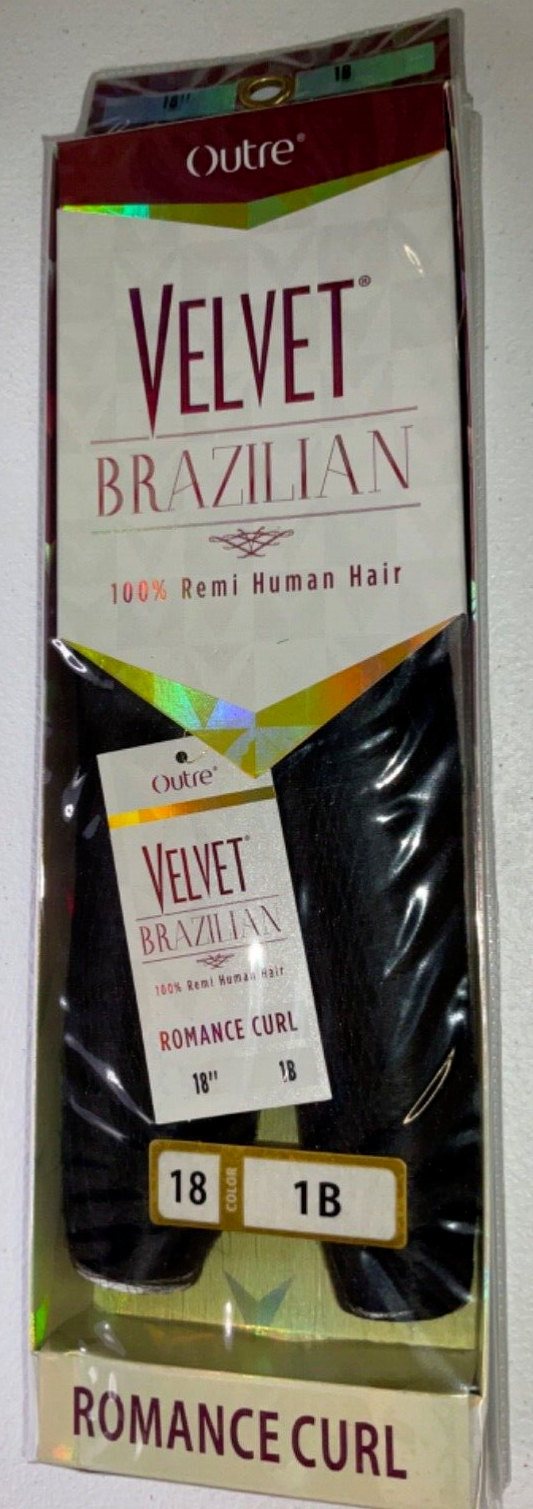 18" 1B
Outre®
VELVET®
BRAZILIAN
100% Remi Human Hair
Outre®
VELVET®
BRAZILIAN
100% Remi Human Hair
ROMANCE CURL
18" 1B
18 COLOR 1B
ROMANCE CURL